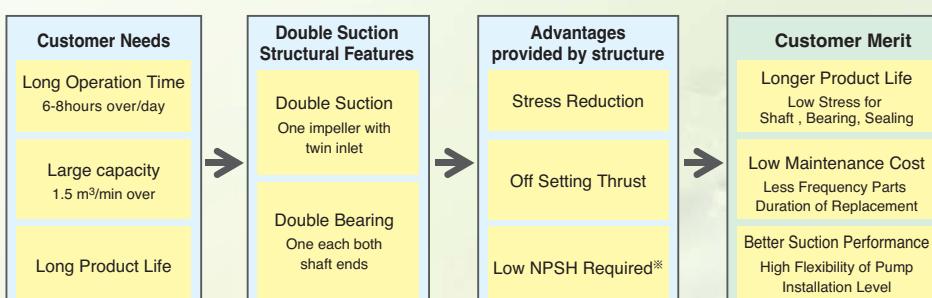 Customer Needs
Long Operation Time
6-8hours over/day
Large capacity
1.5 m³/min over
Long Product Life
Double Suction
Structural Features
Double Suction
One impeller with
twin inlet
Double Bearing
One each both
shaft ends
Advantages
provided by structure
Stress Reduction
Off Setting Thrust
Low NPSH Required※
Customer Merit
Longer Product Life
Low Stress for
Shaft , Bearing, Sealing
Low Maintenance Cost
Less Frequency Parts
Duration of Replacement
Better Suction Performance
High Flexibility of Pump
Installation Level